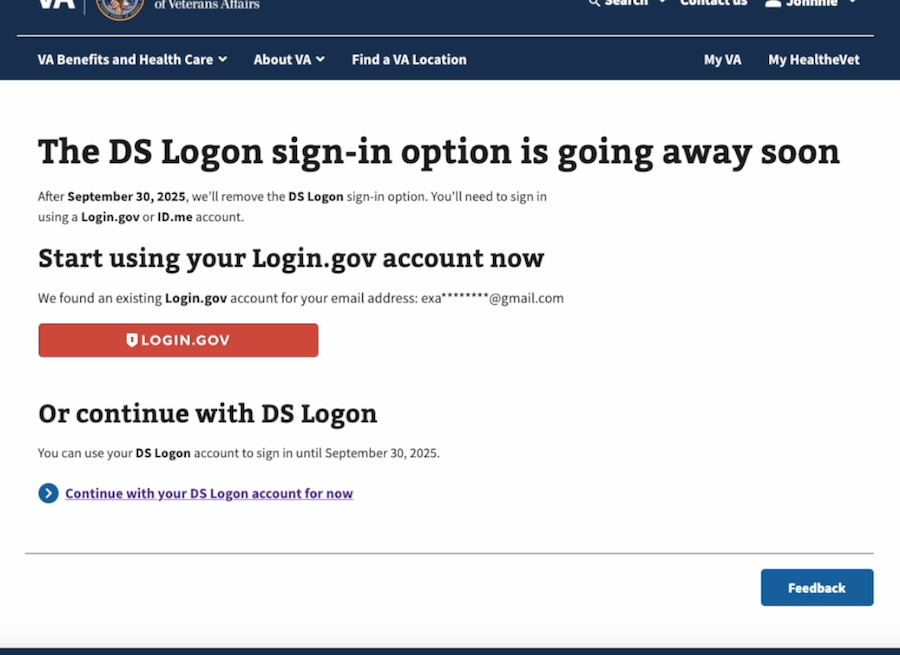 VA
of Veterans Affairs
Search
Contact us
Johnnie
VA Benefits and Health Care
About VA
Find a VA Location
My VA
My HealtheVet
The DS Logon sign-in option is going away soon
After September 30, 2025, we'll remove the DS Logon sign-in option. You'll need to sign in
using a Login.gov or ID.me account.
Start using your Login.gov account now
We found an existing Login.gov account for your email address: exa********@gmail.com
LOGIN.GOV
Or continue with DS Logon
You can use your DS Logon account to sign in until September 30, 2025.
Continue with your DS Logon account for now
Feedback